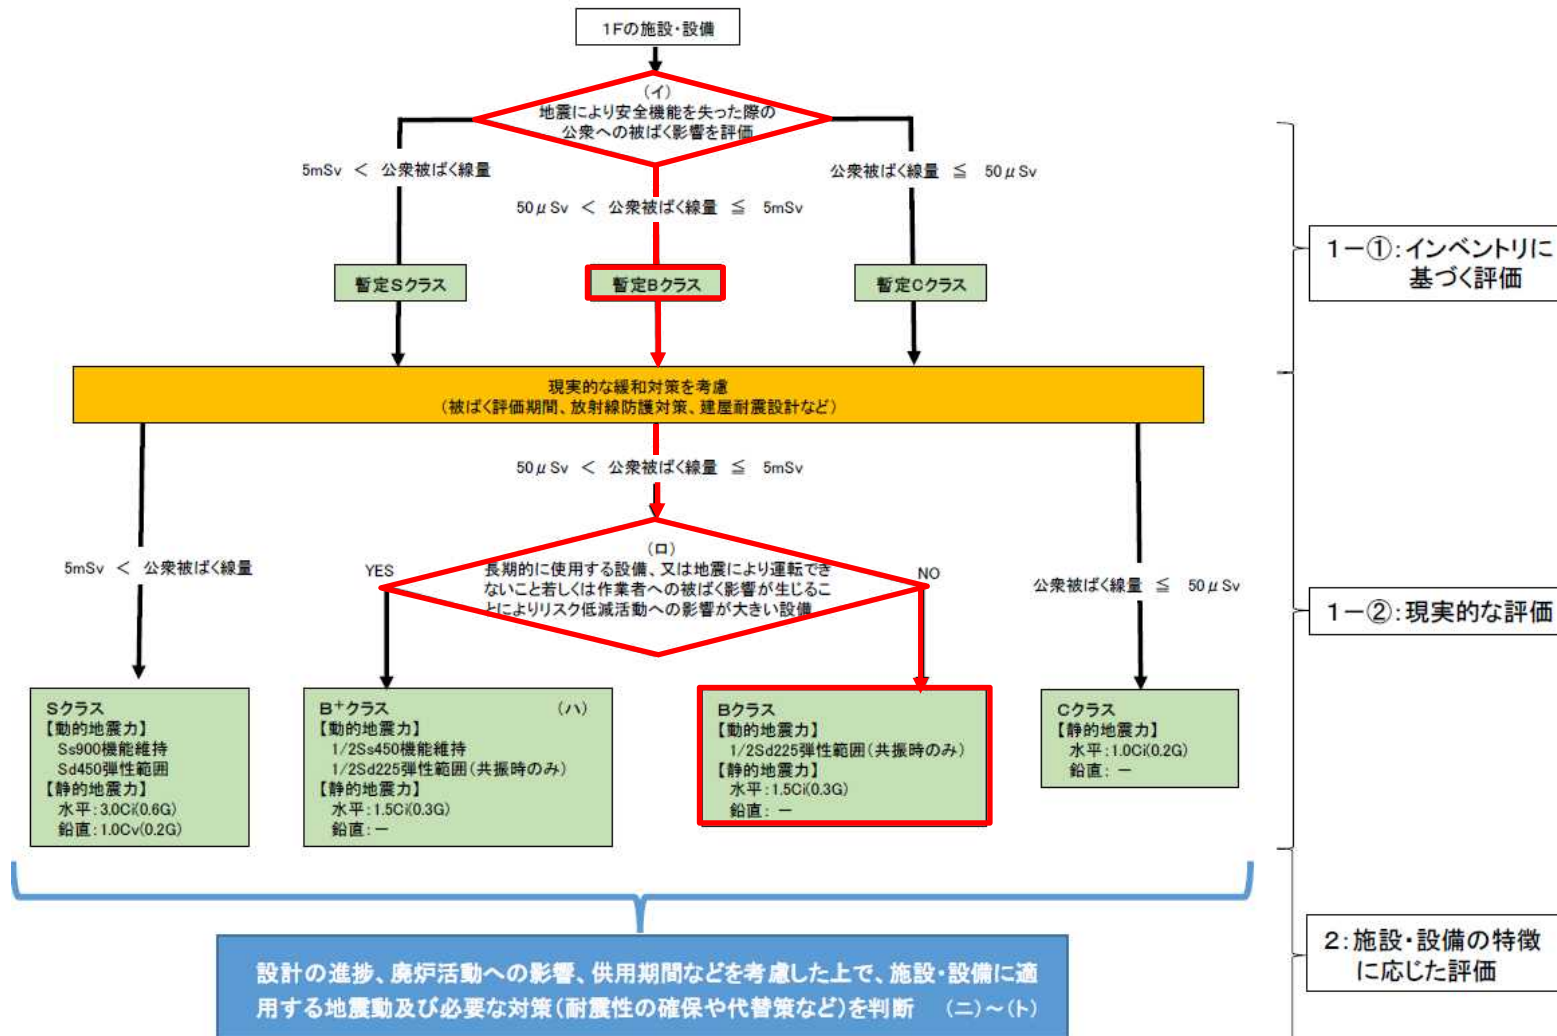 1Fの施設・設備
(イ)
地震により安全機能を失った際の
公衆への被ばく影響を評価
5mSv ＜ 公衆被ばく線量
50μSv ＜ 公衆被ばく線量 ≦ 5mSv
公衆被ばく線量 ≦ 50μSv
暫定Sクラス
暫定Bクラス
暫定Cクラス
1－①:インベントリに
基づく評価
現実的な緩和対策を考慮
(被ばく評価期間、放射線防護対策、建屋耐震設計など)
50μSv ＜ 公衆被ばく線量 ≦ 5mSv
5mSv ＜ 公衆被ばく線量
YES
(ロ)
長期的に使用する設備、又は地震により運転でき
ないこと若しくは作業者への被ばく影響が生じるこ
とによりリスク低減活動への影響が大きい設備
NO
公衆被ばく線量 ≦ 50μSv
1－②:現実的な評価
Sクラス
【動的地震力】
Ss900機能維持
Sd450弾性範囲
【静的地震力】
水平:3.0Ci(0.6G)
鉛直:1.0Cv(0.2G)
B⁺クラス (ハ)
【動的地震力】
1/2Ss450機能維持
1/2Sd225弾性範囲(共振時のみ)
【静的地震力】
水平:1.5Ci(0.3G)
鉛直:－
Bクラス
【動的地震力】
1/2Sd225弾性範囲(共振時のみ)
【静的地震力】
水平:1.5Ci(0.3G)
鉛直:－
Cクラス
【静的地震力】
水平:1.0Ci(0.2G)
鉛直:－
2:施設・設備の特徴
に応じた評価
設計の進捗、廃炉活動への影響、供用期間などを考慮した上で、施設・設備に適
用する地震動及び必要な対策(耐震性の確保や代替策など)を判断 (ニ)～(ト)